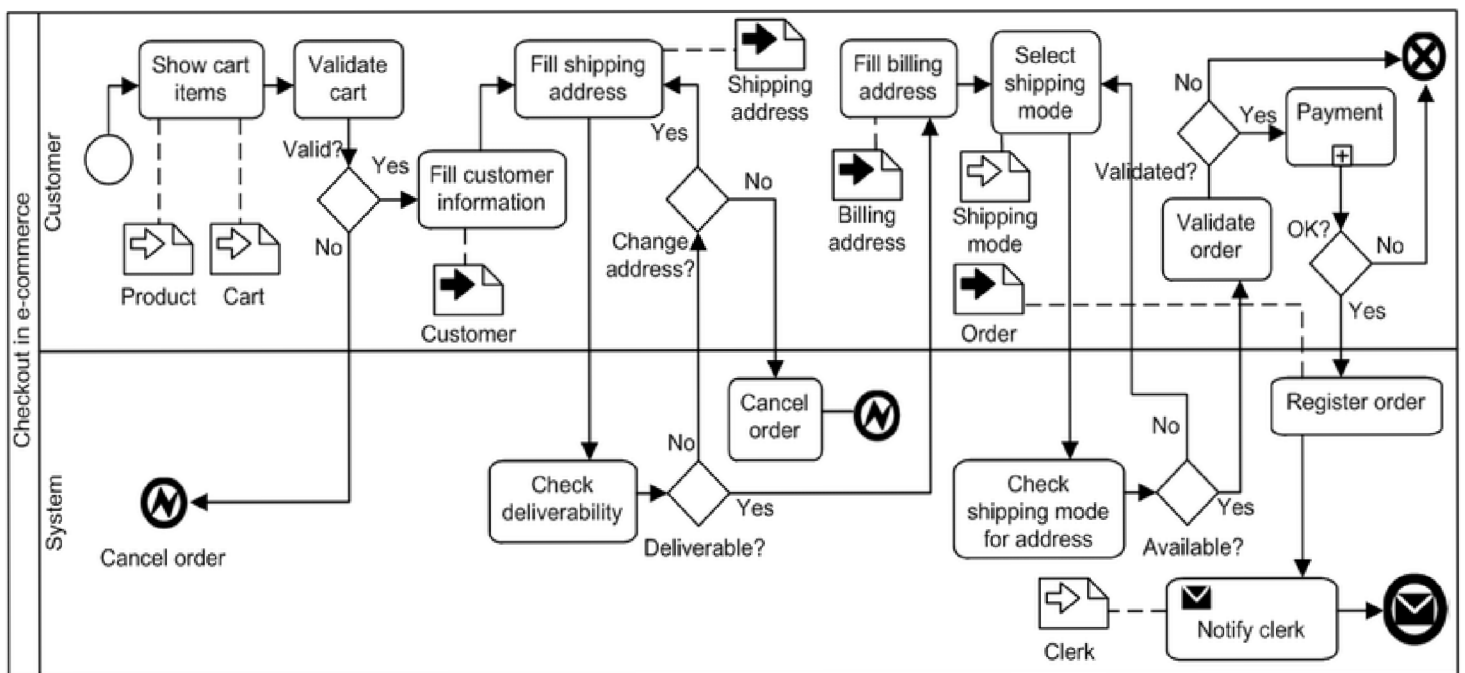 Checkout in e-commerce
Customer
Show cart
items
Validate
cart
Valid?
Yes
No
Product
Cart
Fill customer
information
Customer
Fill shipping
address
Shipping
address
Yes
No
Change
address?
Fill billing
address
Billing
address
Select
shipping
mode
Shipping
mode
Order
No
Yes
Validated?
Validate
order
Payment
OK?
No
Yes
System
Cancel order
Check
deliverability
No
Yes
Deliverable?
Cancel
order
Check
shipping mode
for address
No
Yes
Available?
Register order
Clerk
Notify clerk